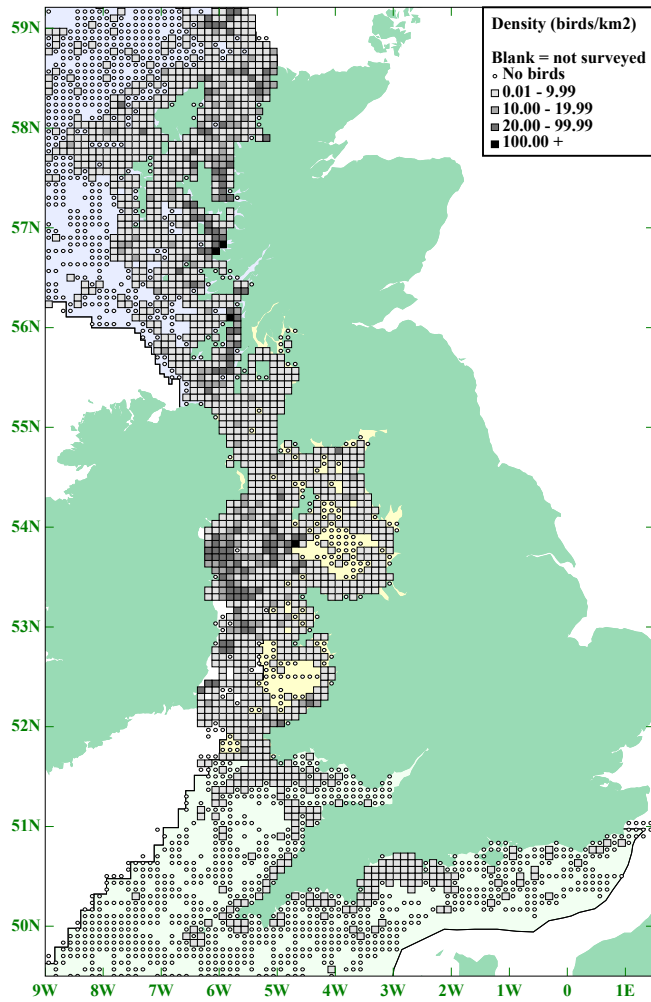 Density (birds/km2)
Blank = not surveyed
No birds
0.01 - 9.99
10.00 - 19.99
20.00 - 99.99
100.00 +
58N
57N
56N
55N
54N
53N
52N
51N
50N
59N
9W 8W 7W 6W 5W 4W 3W 2W 1W 0 1E